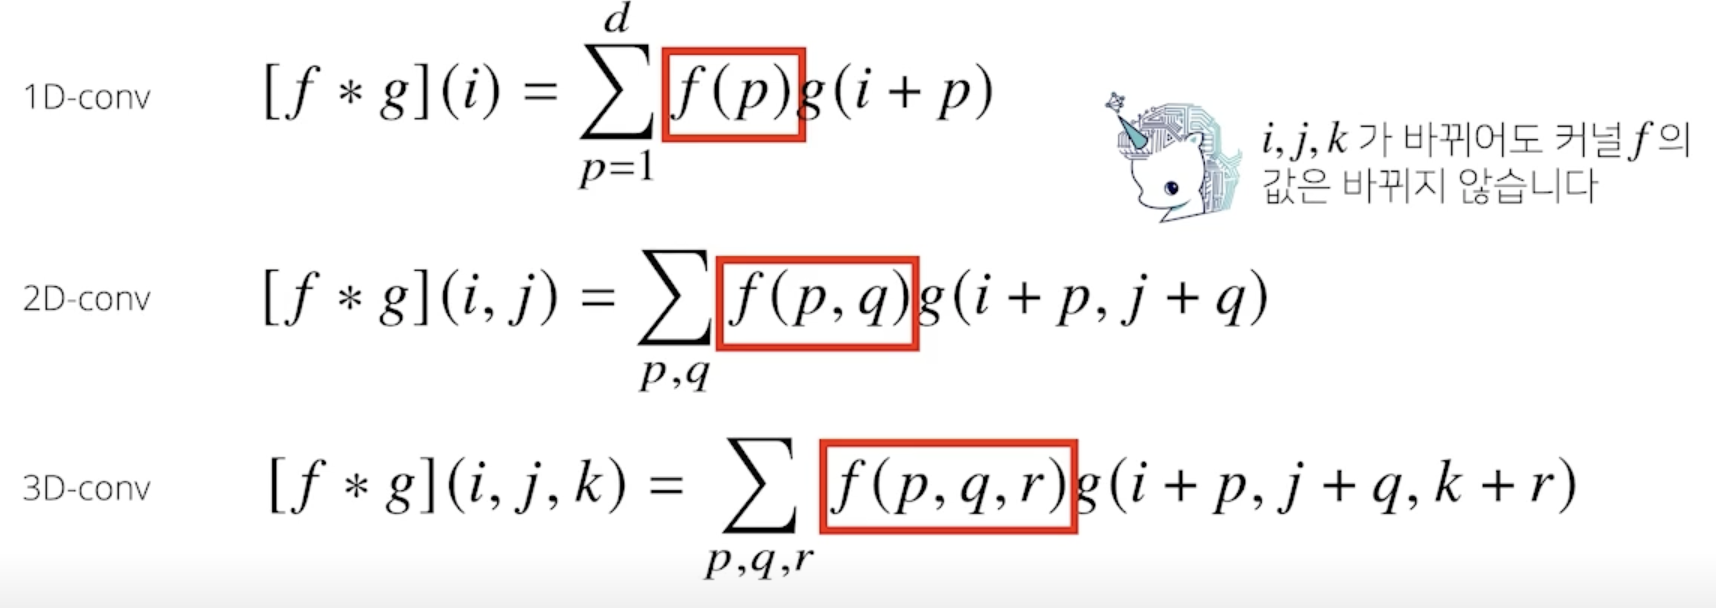 1D-conv [f * g](i) = \sum_{p=1}^{d} f(p)g(i + p)
i, j, k 가 바뀌어도 커널 f 의
값은 바뀌지 않습니다
2D-conv [f * g](i, j) = \sum_{p,q} f(p, q)g(i + p, j + q)
3D-conv [f * g](i, j, k) = \sum_{p,q,r} f(p, q, r)g(i + p, j + q, k + r)